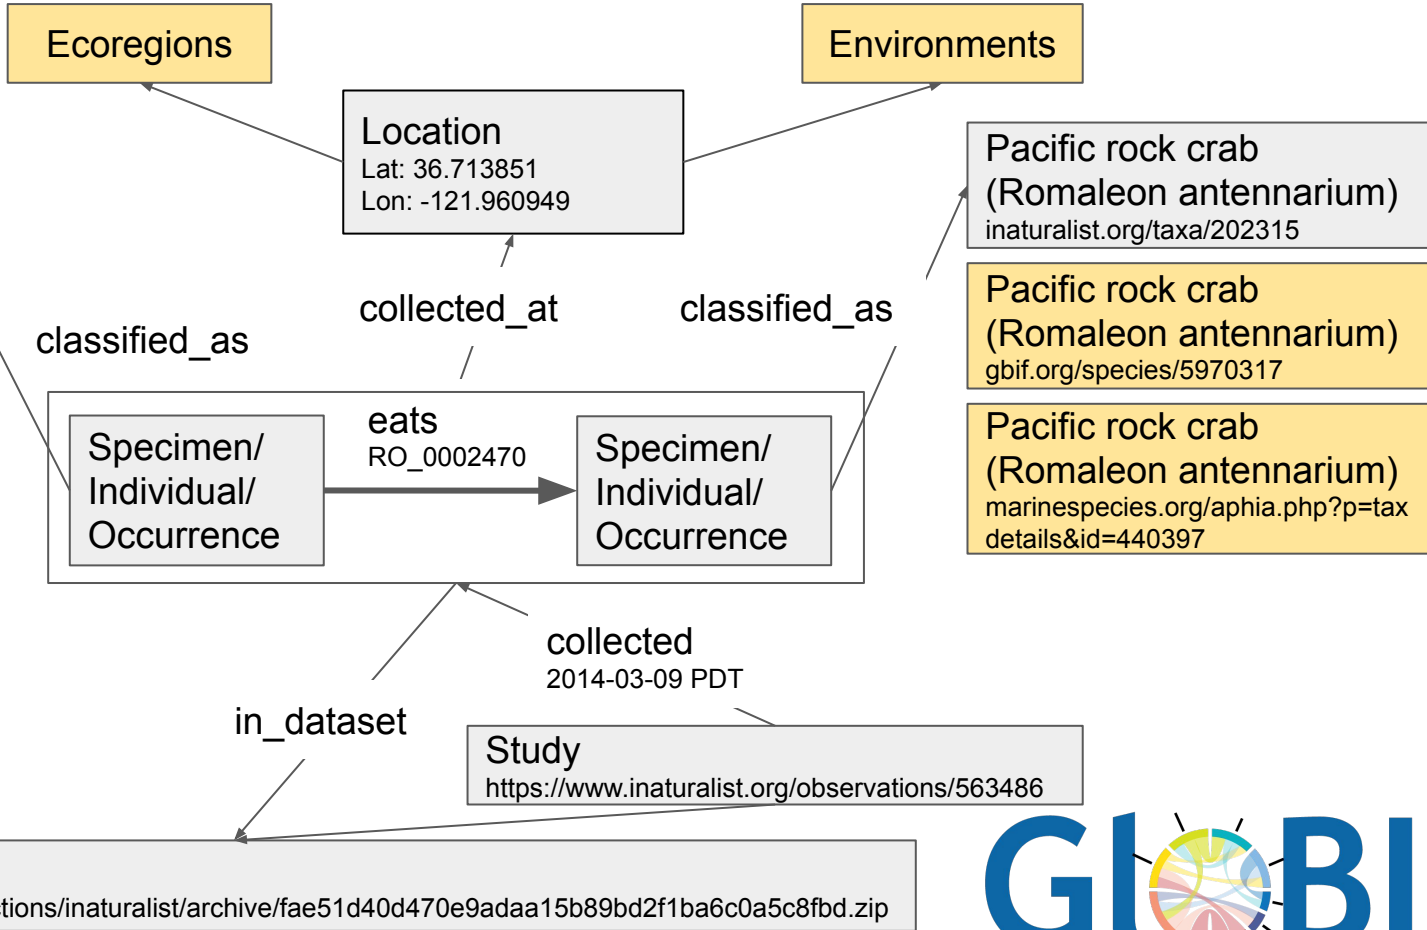 Ecoregions
Environments
Location
Lat: 36.713851
Lon: -121.960949
Pacific rock crab
(Romaleon antennarium)
inaturalist.org/taxa/202315
collected_at
classified_as
classified_as
Pacific rock crab
(Romaleon antennarium)
gbif.org/species/5970317
eats
RO_0002470
Specimen/
Individual/
Occurrence
Specimen/
Individual/
Occurrence
Pacific rock crab
(Romaleon antennarium)
marinespecies.org/aphia.php?p=tax
details&id=440397
collected
2014-03-09 PDT
in_dataset
Study
https://www.inaturalist.org/observations/563486
ctions/inaturalist/archive/fae51d40d470e9adaa15b89bd2f1ba6c0a5c8fbd.zip
GloBI